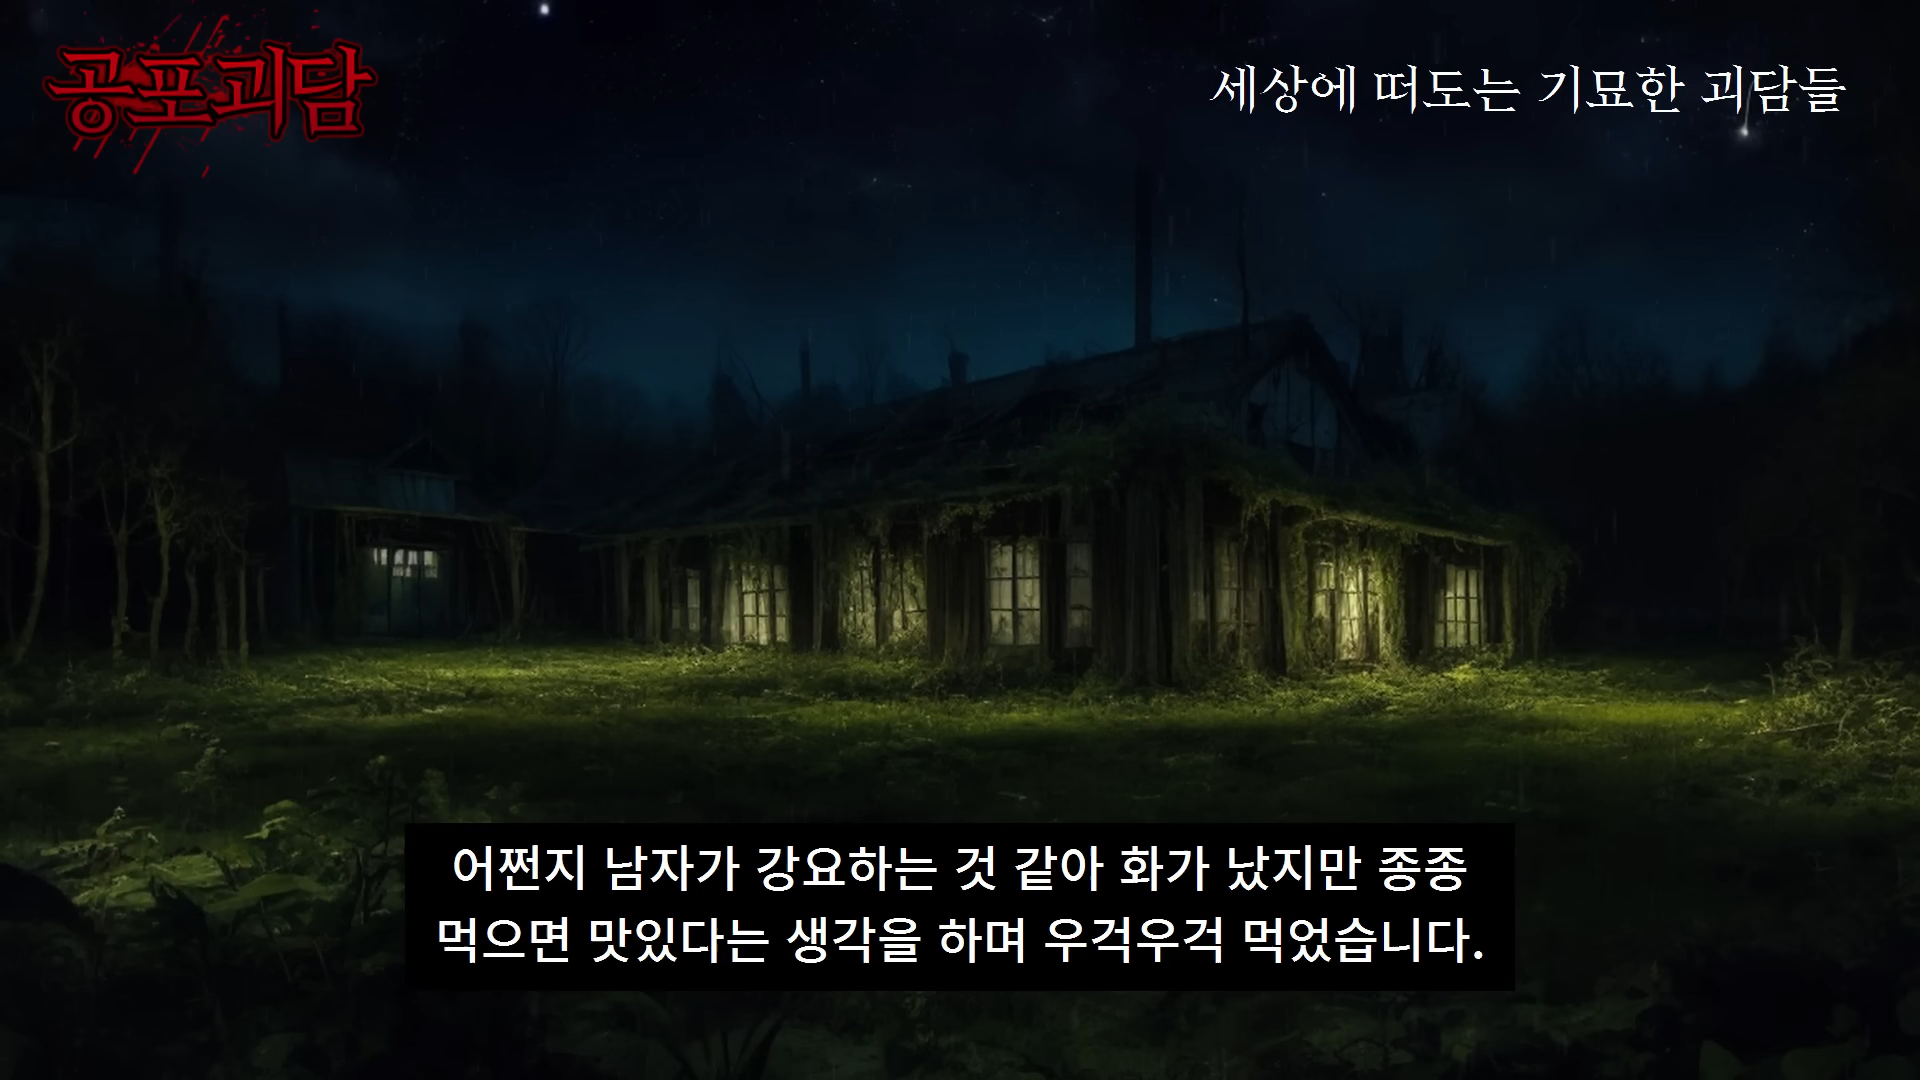 공포괴담
세상에 떠도는 기묘한 괴담들
어쩐지 남자가 강요하는 것 같아 화가 났지만 종종
먹으면 맛있다는 생각을 하며 우걱우걱 먹었습니다.